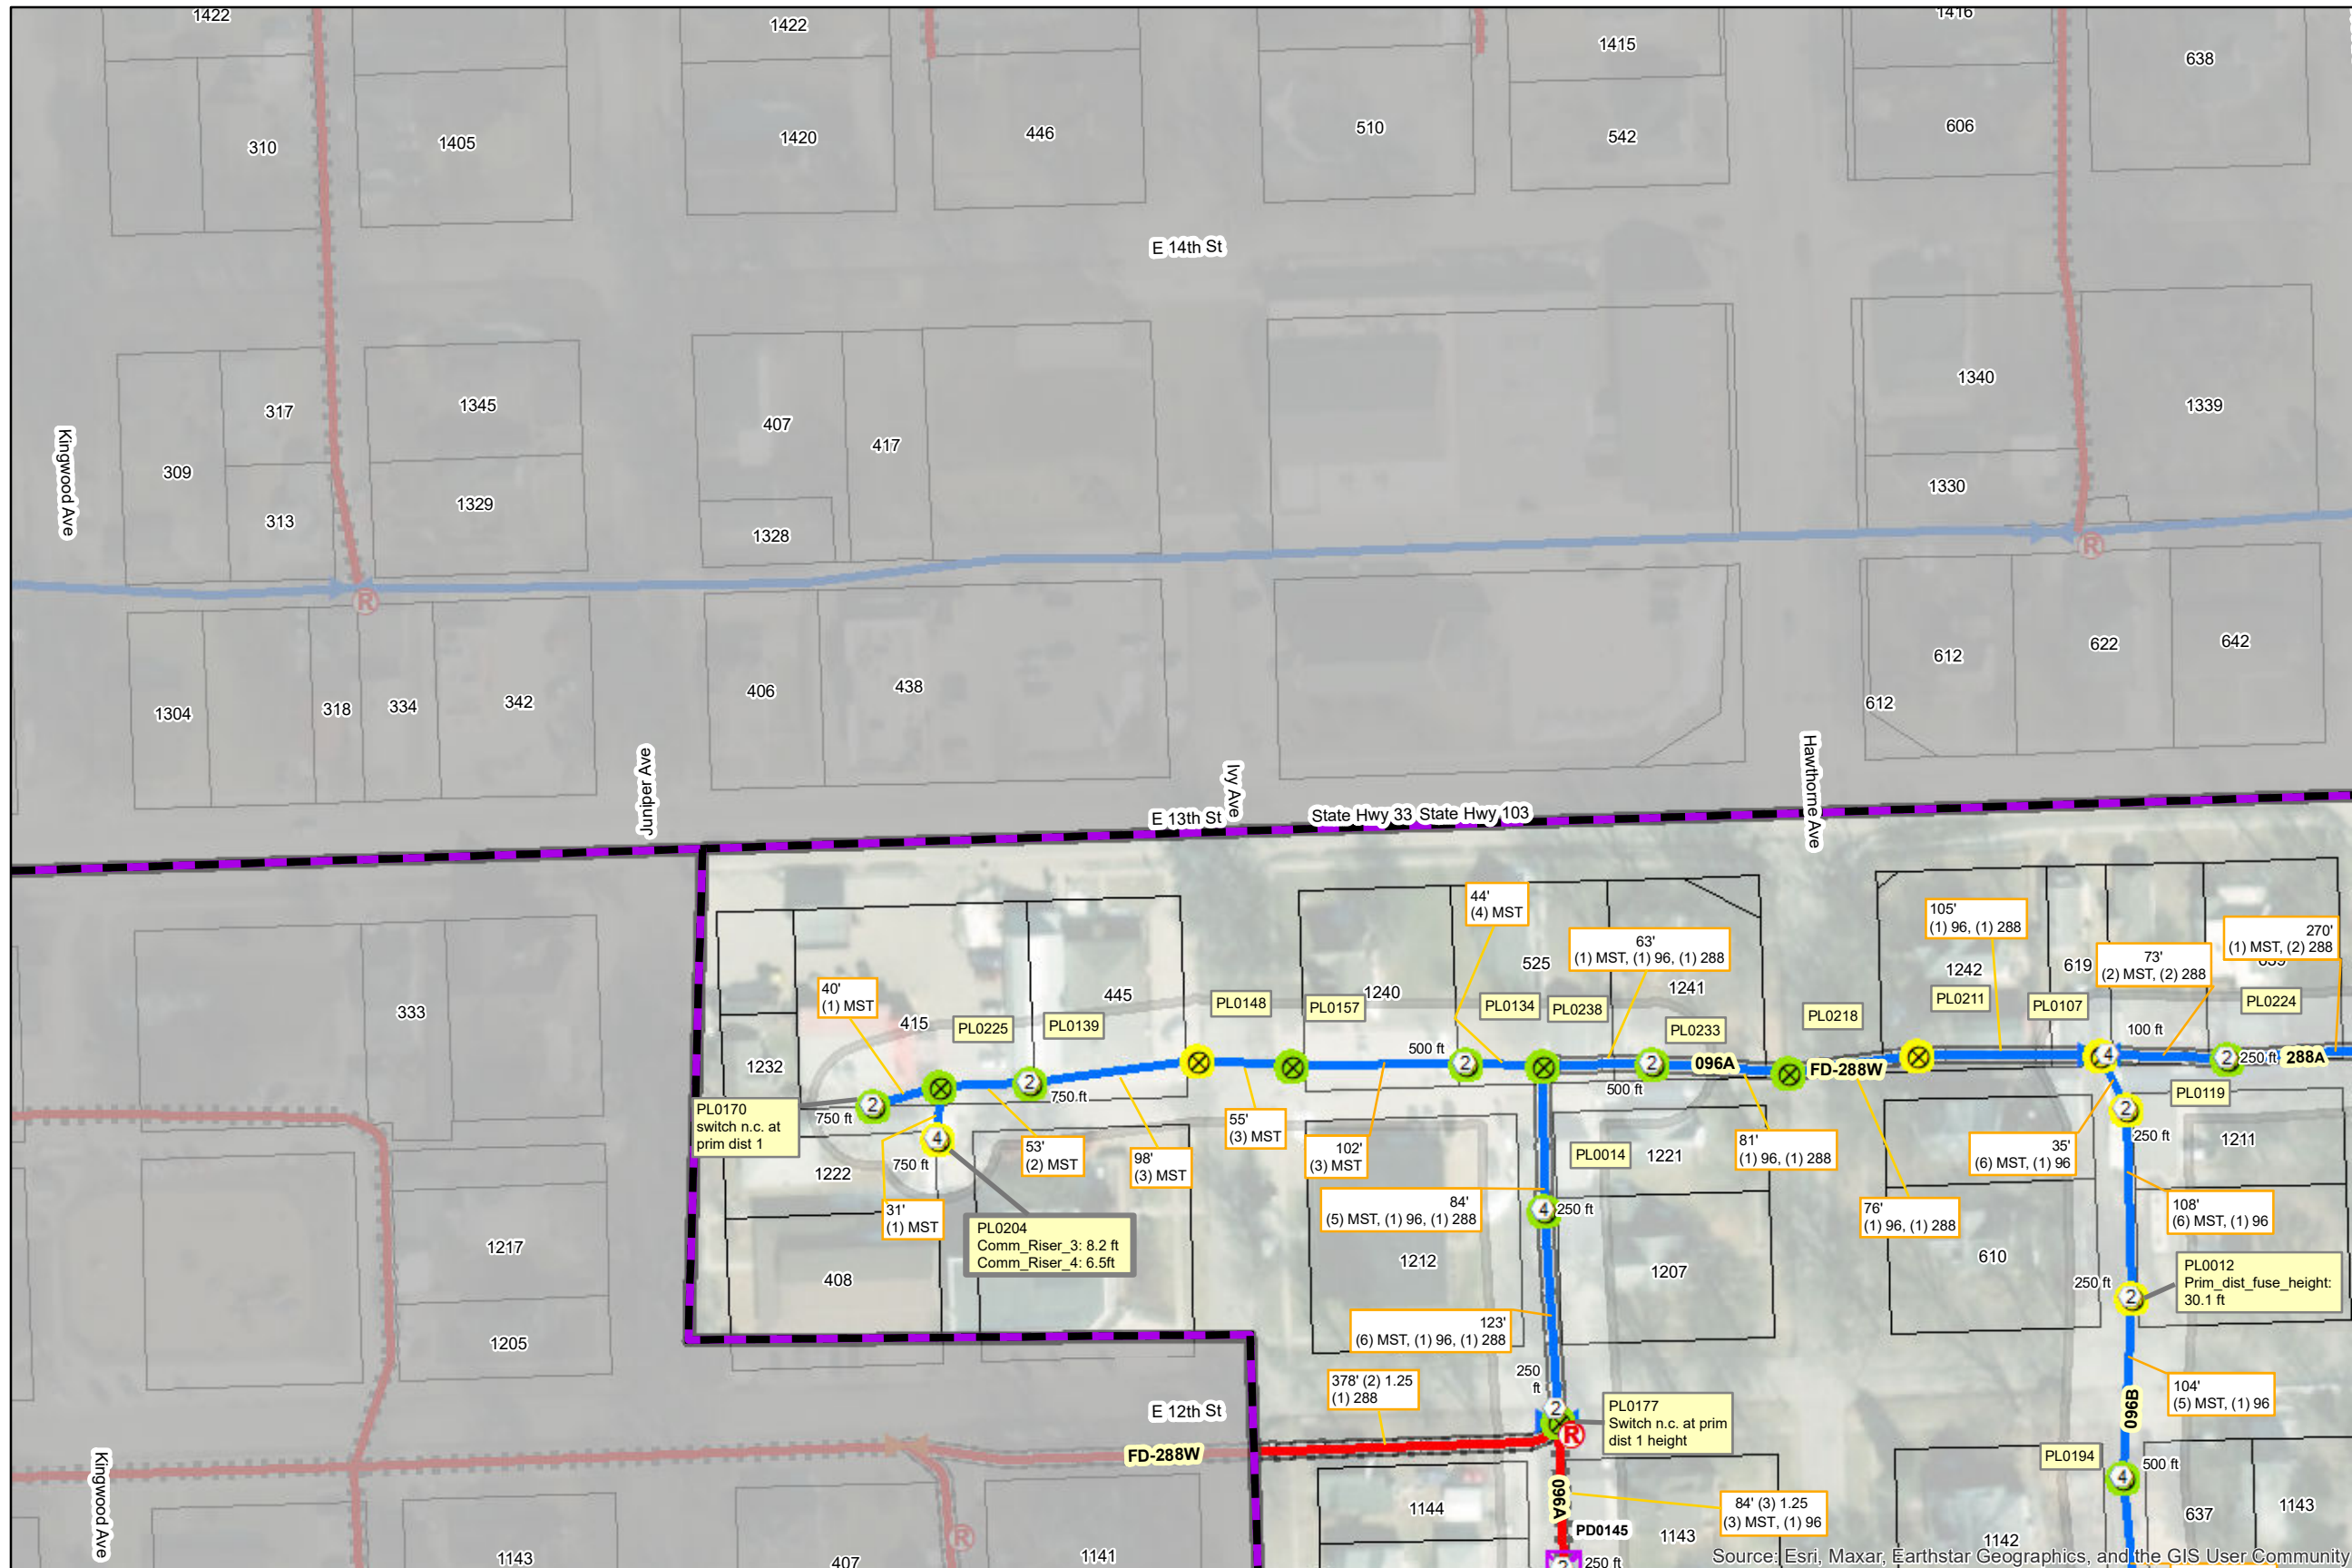 1422
1422
1415
1416
638
310
1405
1420
446
510
542
606
E 14th St
Kingwood Ave
309
317
313
1345
1329
407
417
1328
1340
1330
1339
R
R
1304
318
334
342
406
438
612
612
622
642
Juniper Ave
Ivy Ave
Hawthorne Ave
E 13th St
State Hwy 33 State Hwy 103
333
1232
415
445
40'
(1) MST
PL0225
PL0139
PL0148
PL0157
1240
44'
(4) MST
525
63'
(1) MST, (1) 96, (1) 288
1241
PL0134
PL0238
PL0233
PL0218
105'
(1) 96, (1) 288
1242
PL0211
619
PL0107
73'
(2) MST, (2) 288
270'
(1) MST, (2) 288
PL0224
100 ft
500 ft
2
2
096A
FD-288W
4
2
250 ft
288A
500 ft
PL0170
switch n.c. at
prim dist 1
750 ft
2
2
750 ft
4
750 ft
1222
31'
(1) MST
53'
(2) MST
98'
(3) MST
55'
(3) MST
102'
(3) MST
PL0204
Comm_Riser_3: 8.2 ft
Comm_Riser_4: 6.5ft
408
84'
(5) MST, (1) 96, (1) 288
4
250 ft
PL0014
1221
81'
(1) 96, (1) 288
76'
(1) 96, (1) 288
35'
(6) MST, (1) 96
2
250 ft
PL0119
1211
108'
(6) MST, (1) 96
1217
1205
1212
1207
610
250 ft
2
PL0012
Prim_dist_fuse_height:
30.1 ft
123'
(6) MST, (1) 96, (1) 288
250
ft
378' (2) 1.25
(1) 288
2
R
PL0177
Switch n.c. at prim
dist 1 height
104'
(5) MST, (1) 96
096B
E 12th St
FD-288W
Kingwood Ave
PL0194
4
500 ft
096A
84' (3) 1.25
(3) MST, (1) 96
PD0145
1144
1143
1142
637
1143
1143
407
R
1141
2
250 ft
Source: Esri, Maxar, Earthstar Geographics, and the GIS User Community